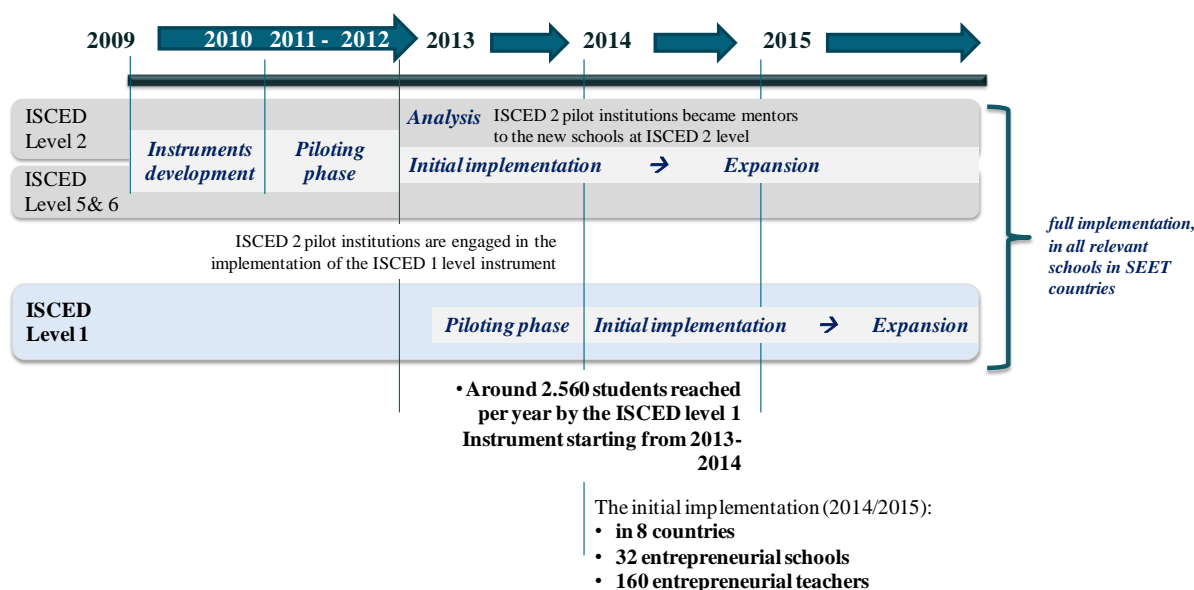 2009 2010 2011 - 2012 2013 2014 2015
ISCED
Level 2
Analysis ISCED 2 pilot institutions became mentors
to the new schools at ISCED 2 level
Instruments
development
Piloting
phase
Initial implementation → Expansion
ISCED
Level 5& 6
full implementation,
in all relevant
schools in SEET
countries
ISCED 2 pilot institutions are engaged in the
implementation of the ISCED 1 level instrument
ISCED
Level 1
Piloting phase Initial implementation → Expansion
• Around 2.560 students reached
per year by the ISCED level 1
Instrument starting from 2013-
2014
The initial implementation (2014/2015):
• in 8 countries
• 32 entrepreneurial schools
• 160 entrepreneurial teachers